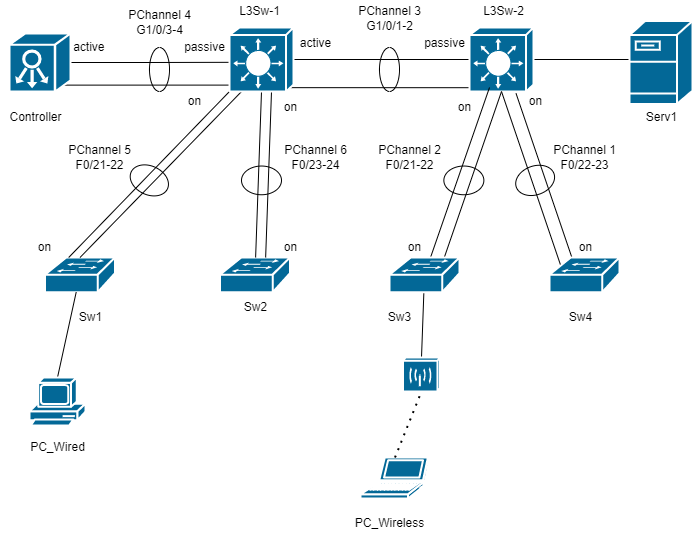 PChannel 4
G1/0/3-4
L3Sw-1
PChannel 3
G1/0/1-2
L3Sw-2
active
passive
active
passive
Controller
on
on
on
on
Serv1
PChannel 5
F0/21-22
PChannel 6
F0/23-24
PChannel 2
F0/21-22
PChannel 1
F0/22-23
on
on
on
on
Sw1
Sw2
Sw3
Sw4
PC_Wired
PC_Wireless